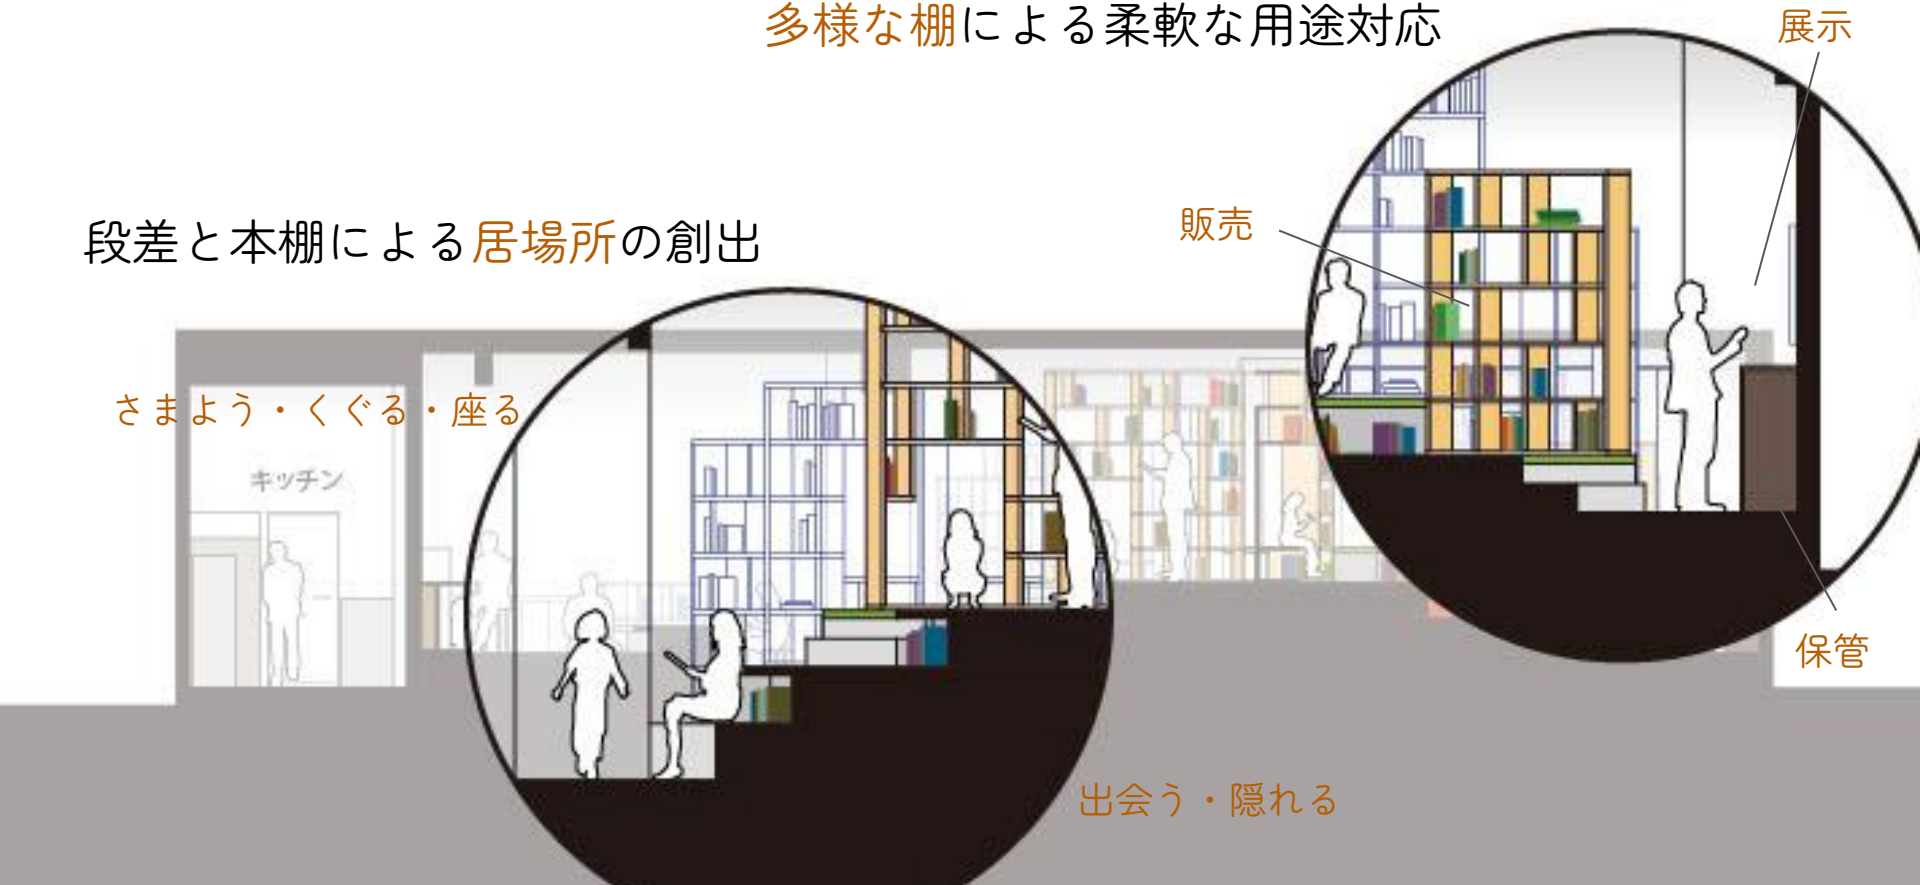 多様な棚による柔軟な用途対応
展示
販売
段差と本棚による居場所の創出
さまよう・くぐる・座る
キッチン
保管
出会う・隠れる